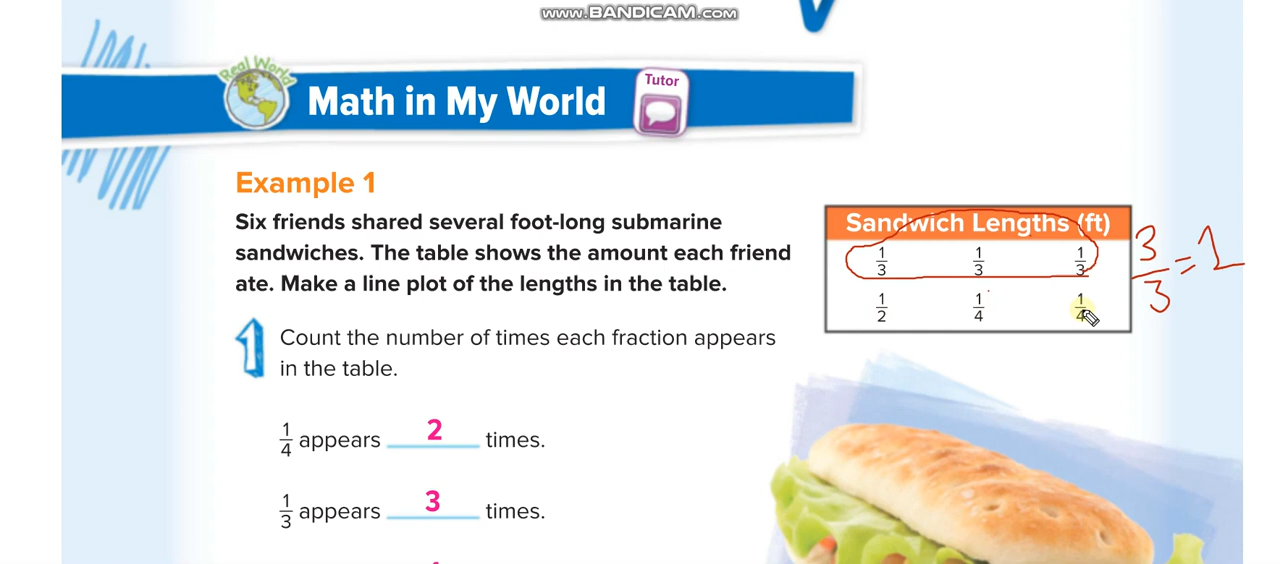 www.BANDICAM.com
Real World
Math in My World
Tutor
Example 1
Six friends shared several foot-long submarine
sandwiches. The table shows the amount each friend
ate. Make a line plot of the lengths in the table.
1 Count the number of times each fraction appears
in the table.
1/4 appears 2 times.
1/3 appears 3 times.
Sandwich Lengths (ft)
1/3 1/3 1/3
1/2 1/4 1/4
3/3 = 1